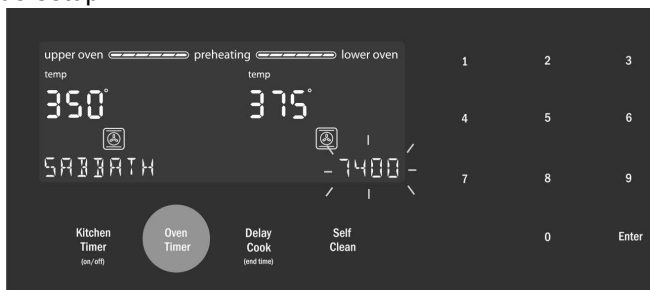 upper oven preheating lower oven
temp temp
350° 375°
SABBATH 7400
Kitchen Timer (on/off)
Oven Timer
Delay Cook (end time)
Self Clean
1 2 3
4 5 6
7 8 9
0 Enter